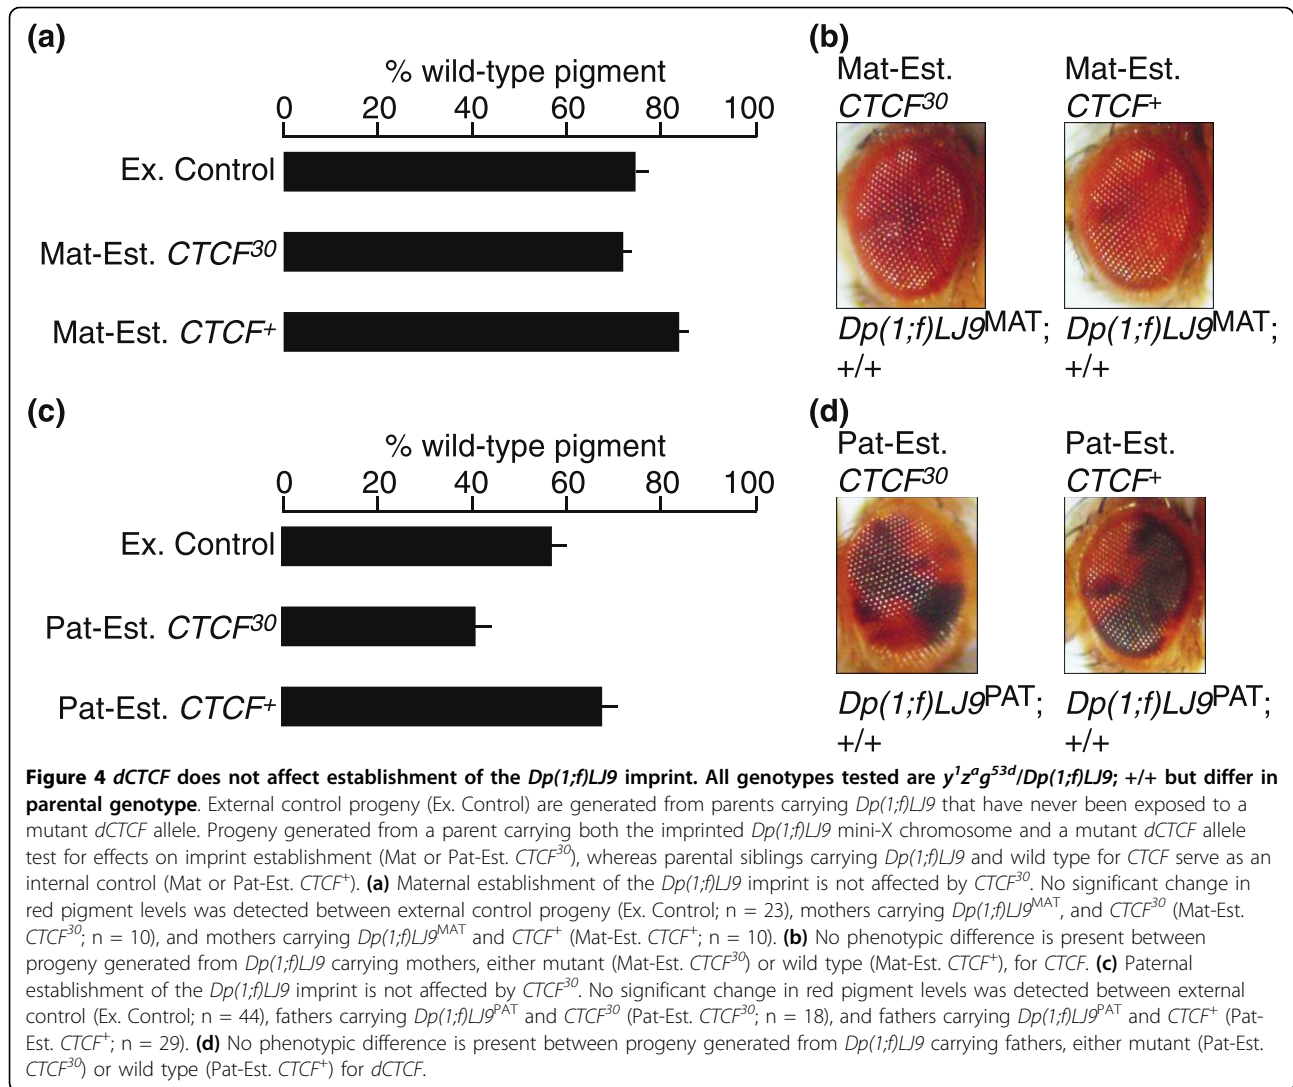 (a)
% wild-type pigment
0 20 40 60 80 100
Ex. Control
Mat-Est. CTCF30
Mat-Est. CTCF+
(b)
Mat-Est. Mat-Est.
CTCF30 CTCF+
Dp(1;f)LJ9MAT; Dp(1;f)LJ9MAT;
+/+ +/+
(c)
% wild-type pigment
0 20 40 60 80 100
Ex. Control
Pat-Est. CTCF30
Pat-Est. CTCF+
(d)
Pat-Est. Pat-Est.
CTCF30 CTCF+
Dp(1;f)LJ9PAT; Dp(1;f)LJ9PAT;
+/+ +/+
Figure 4 dCTCF does not affect establishment of the Dp(1;f)LJ9 imprint. All genotypes tested are y1zag53d/Dp(1;f)LJ9; +/+ but differ in
parental genotype. External control progeny (Ex. Control) are generated from parents carrying Dp(1;f)LJ9 that have never been exposed to a
mutant dCTCF allele. Progeny generated from a parent carrying both the imprinted Dp(1;f)LJ9 mini-X chromosome and a mutant dCTCF allele
test for effects on imprint establishment (Mat or Pat-Est. CTCF30), whereas parental siblings carrying Dp(1;f)LJ9 and wild type for CTCF serve as an
internal control (Mat or Pat-Est. CTCF+). (a) Maternal establishment of the Dp(1;f)LJ9 imprint is not affected by CTCF30. No significant change in
red pigment levels was detected between external control progeny (Ex. Control; n = 23), mothers carrying Dp(1;f)LJ9MAT, and CTCF30 (Mat-Est.
CTCF30; n = 10), and mothers carrying Dp(1;f)LJ9MAT and CTCF+ (Mat-Est. CTCF+; n = 10). (b) No phenotypic difference is present between
progeny generated from Dp(1;f)LJ9 carrying mothers, either mutant (Mat-Est. CTCF30) or wild type (Mat-Est. CTCF+), for CTCF. (c) Paternal
establishment of the Dp(1;f)LJ9 imprint is not affected by CTCF30. No significant change in red pigment levels was detected between external
control (Ex. Control; n = 44), fathers carrying Dp(1;f)LJ9PAT and CTCF30 (Pat-Est. CTCF30; n = 18), and fathers carrying Dp(1;f)LJ9PAT and CTCF+ (Pat-
Est. CTCF+; n = 29). (d) No phenotypic difference is present between progeny generated from Dp(1;f)LJ9 carrying fathers, either mutant (Pat-Est.
CTCF30) or wild type (Pat-Est. CTCF+) for dCTCF.